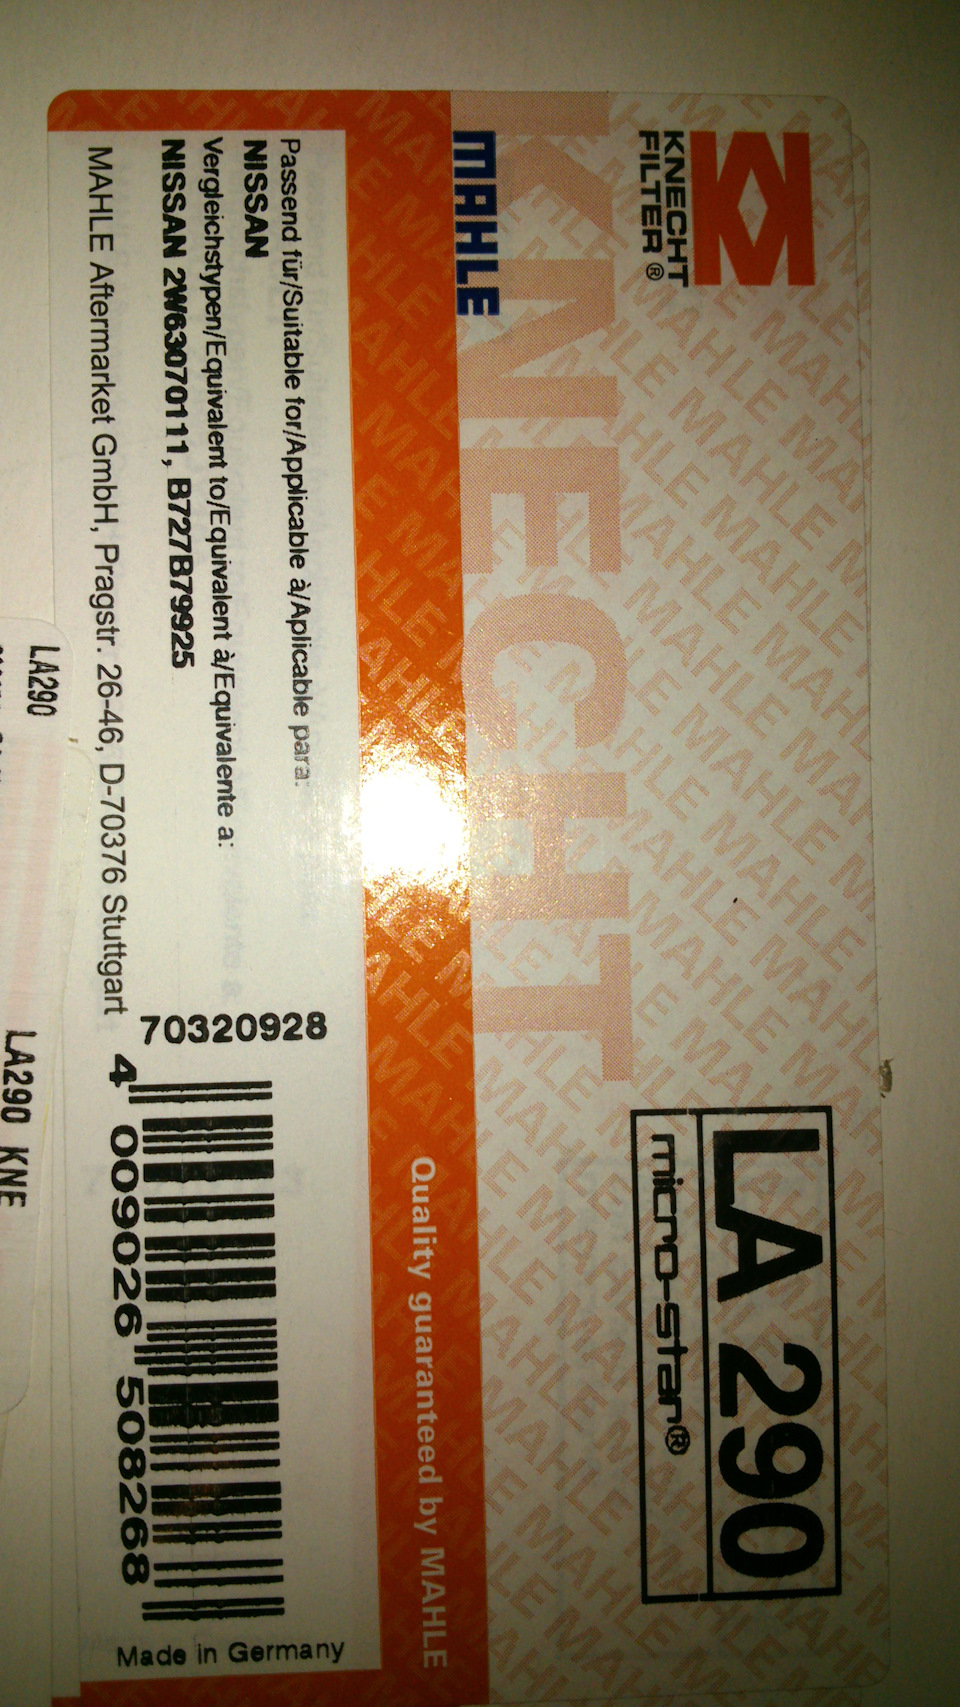 KNECHT
FILTER®
LA 290
micro-star®
KNECHT
MAHLE
Quality guaranteed by MAHLE
Passend für/Suitable for/Applicable à/Aplicable para:
NISSAN
Vergleichstypen/Equivalent to/Equivalent à/Equivalente a:
NISSAN 2W63070111, B727B79925
MAHLE Aftermarket GmbH, Pragstr. 26-46, D-70376 Stuttgart
70320928
4 009026 508268
Made in Germany
LA290
LA290 KNE